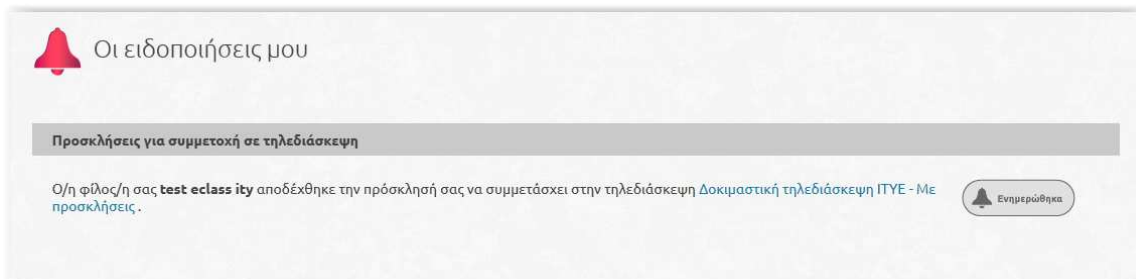 Οι ειδοποιήσεις μου
Προσκλήσεις για συμμετοχή σε τηλεδιάσκεψη
Ο/η φίλος/η σας test eclass ity αποδέχθηκε την πρόσκλησή σας να συμμετάσχει στην τηλεδιάσκεψη Δοκιμαστική τηλεδιάσκεψη ΙΤΥΕ - Με
προσκλήσεις .
Ενημερώθηκα